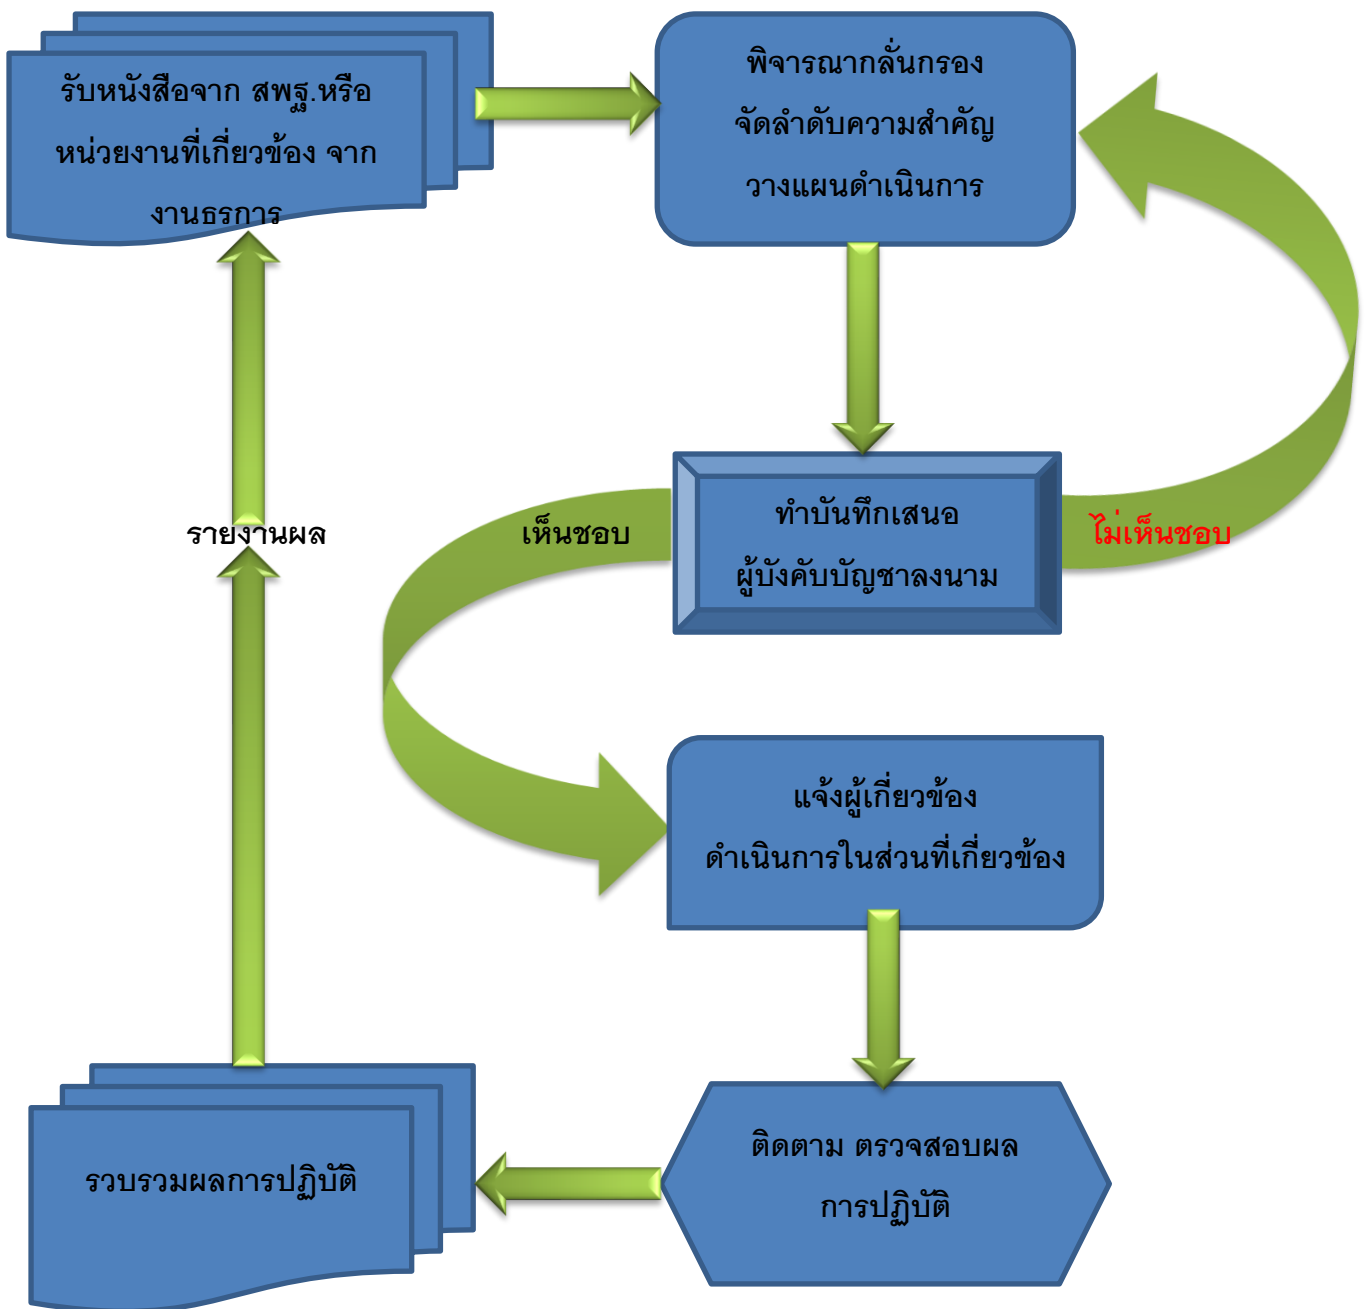 รับหนังสือจาก สพฐ.หรือ
หน่วยงานที่เกี่ยวข้อง จาก
งานธุรการ
พิจารณากลั่นกรอง
จัดลำดับความสำคัญ
วางแผนดำเนินการ
ทำบันทึกเสนอ
ผู้บังคับบัญชาลงนาม
เห็นชอบ
ไม่เห็นชอบ
รายงานผล
แจ้งผู้เกี่ยวข้อง
ดำเนินการในส่วนที่เกี่ยวข้อง
ติดตาม ตรวจสอบผล
การปฏิบัติ
รวบรวมผลการปฏิบัติ